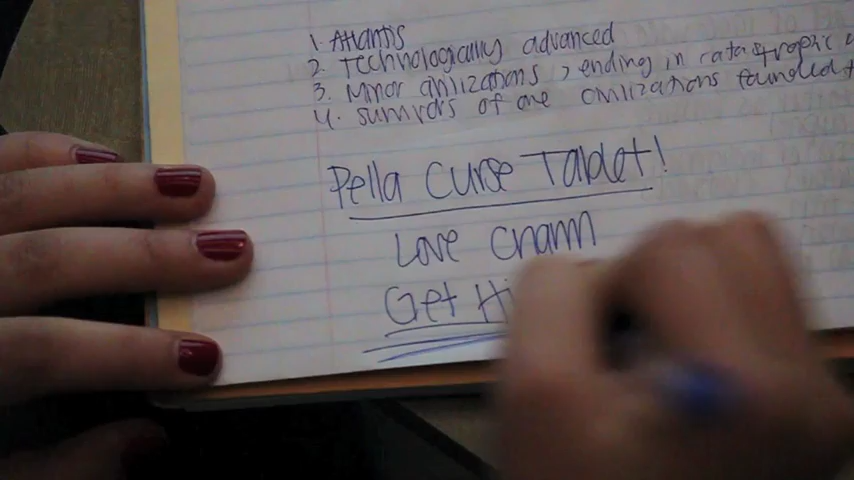 1. Atlantis
2. Technologically advanced
3. Minor civilizations , ending in catastrophic
4. survivors of one civilizations founded
Pella Curse Tablet!
Love Charm
Get Hi